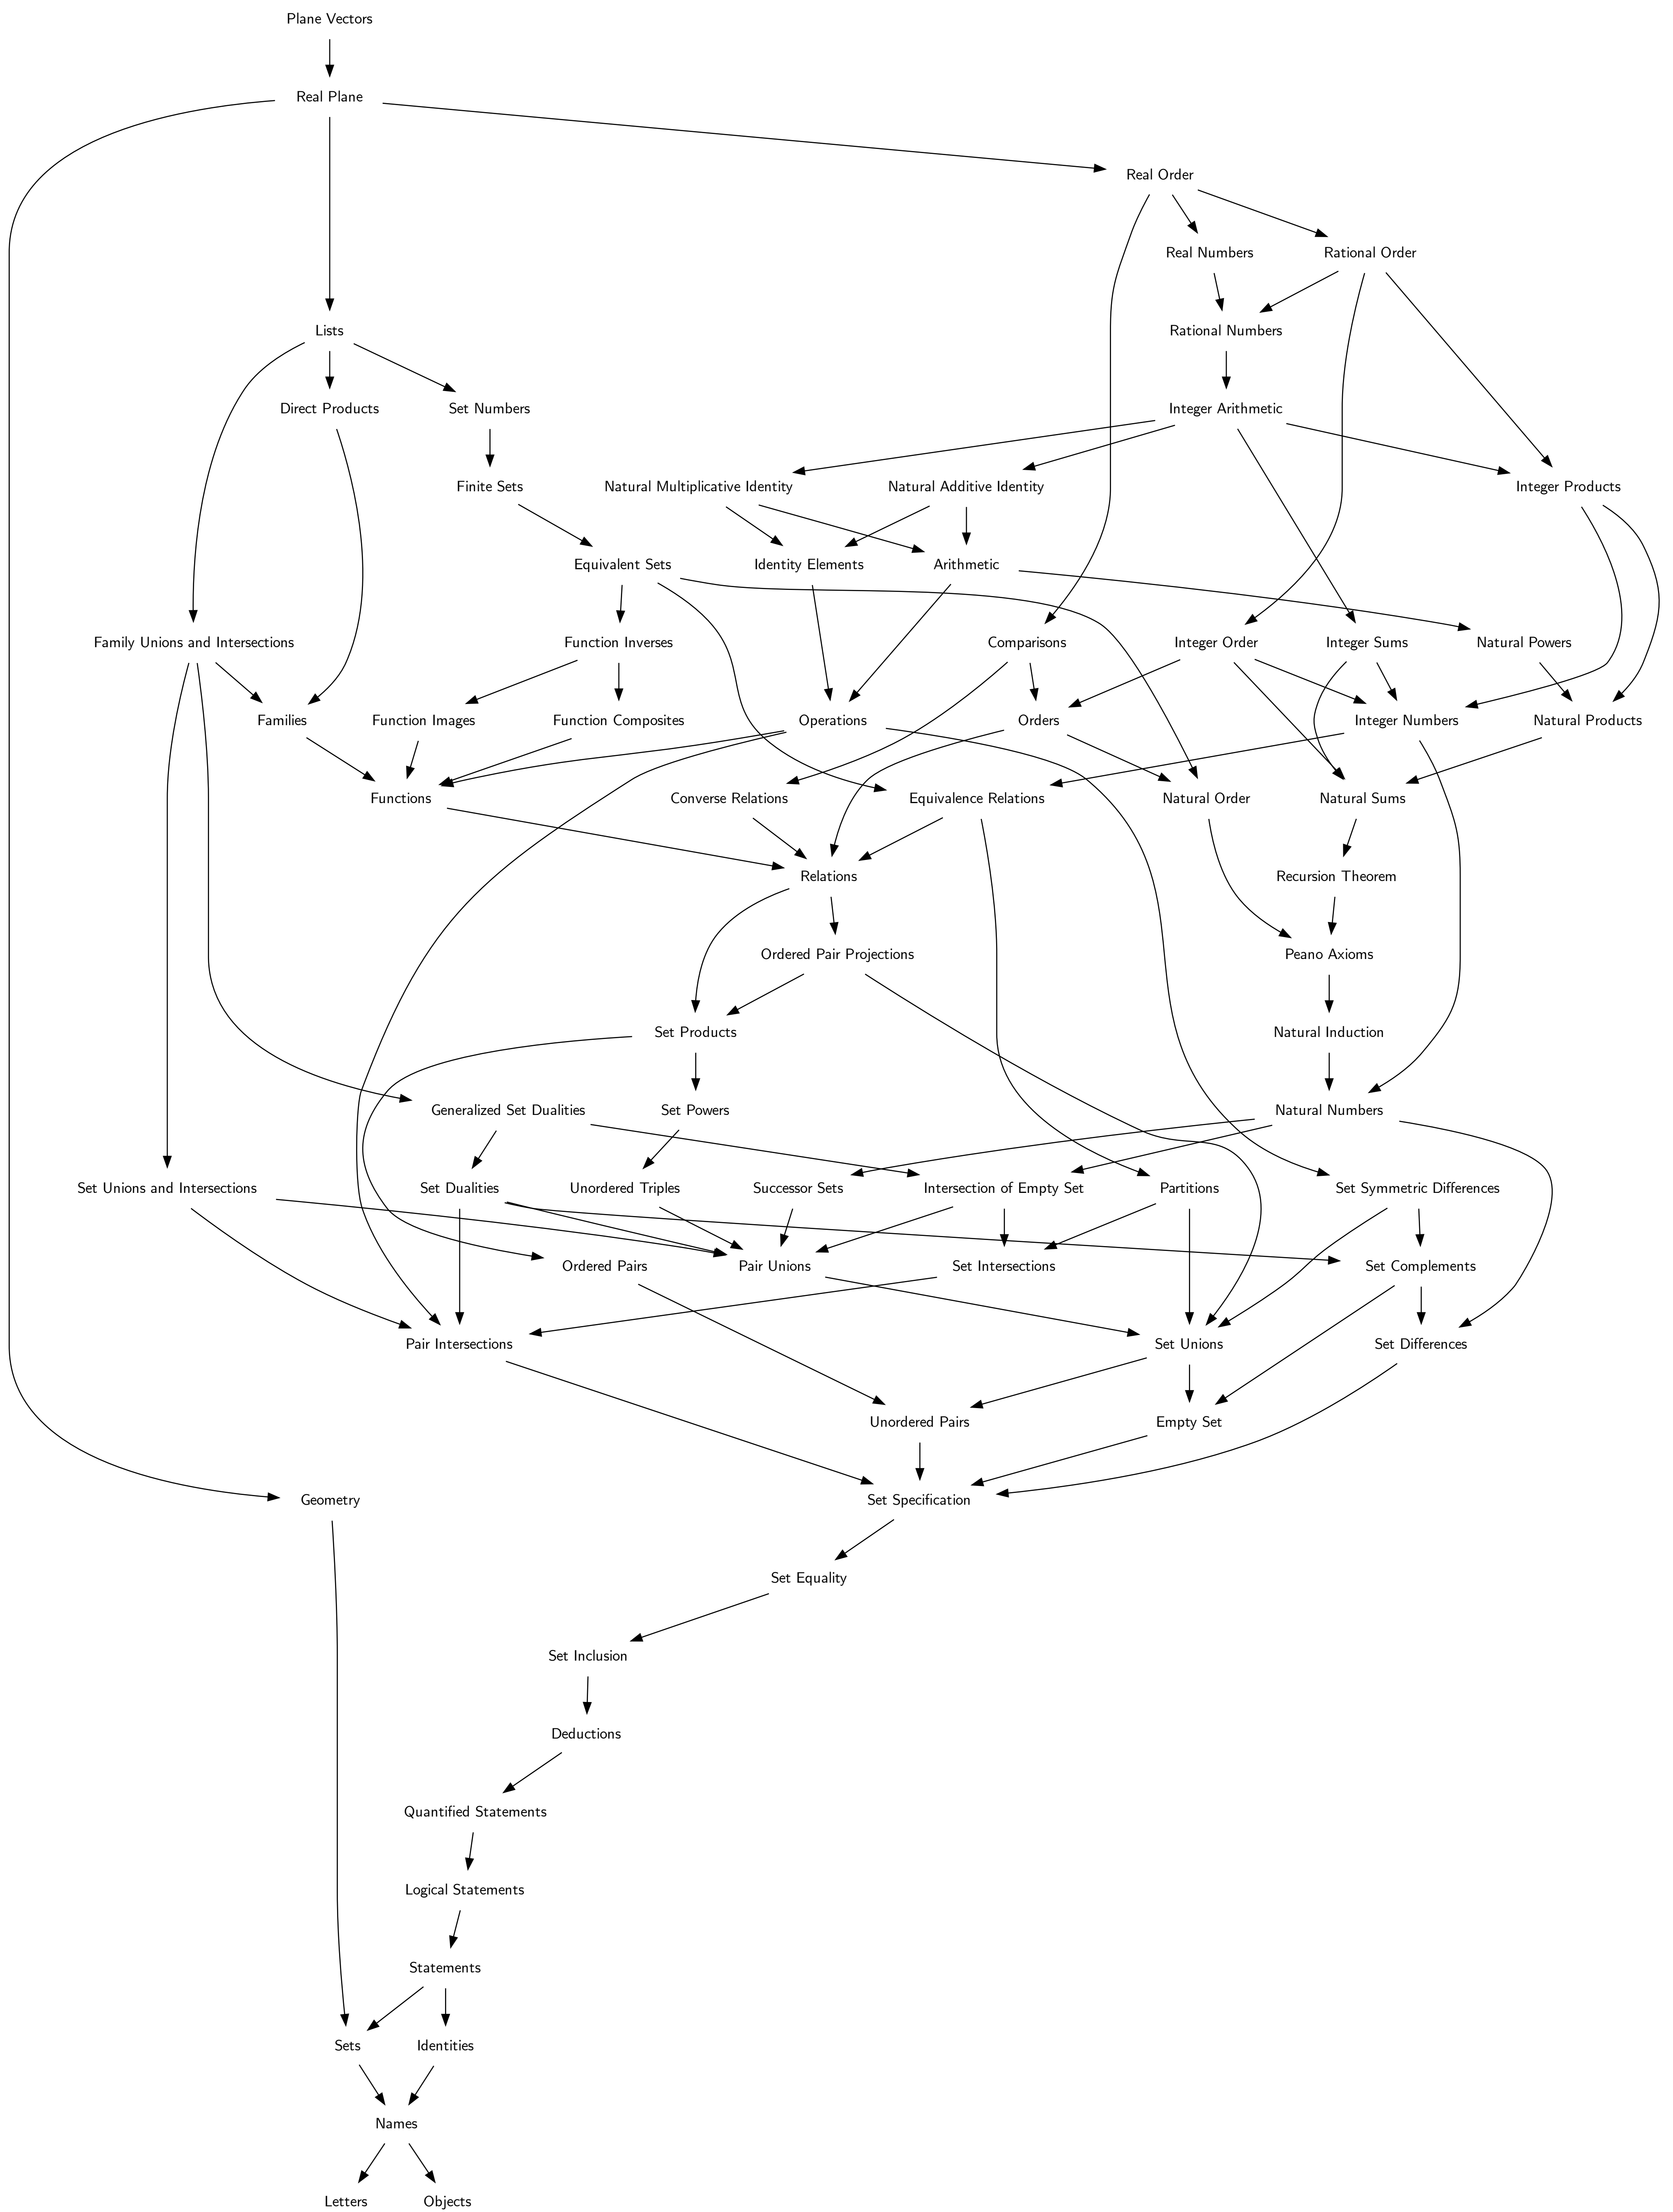 Plane Vectors
Real Plane
Real Order
Real Numbers
Rational Order
Lists
Rational Numbers
Direct Products
Set Numbers
Integer Arithmetic
Finite Sets
Natural Multiplicative Identity
Natural Additive Identity
Integer Products
Equivalent Sets
Identity Elements
Arithmetic
Family Unions and Intersections
Function Inverses
Comparisons
Integer Order
Integer Sums
Natural Powers
Families
Function Images
Function Composites
Operations
Orders
Integer Numbers
Natural Products
Functions
Converse Relations
Equivalence Relations
Natural Order
Natural Sums
Relations
Recursion Theorem
Ordered Pair Projections
Peano Axioms
Set Products
Natural Induction
Generalized Set Dualities
Set Powers
Natural Numbers
Set Unions and Intersections
Set Dualities
Unordered Triples
Successor Sets
Intersection of Empty Set
Partitions
Set Symmetric Differences
Ordered Pairs
Pair Unions
Set Intersections
Set Complements
Pair Intersections
Set Unions
Set Differences
Unordered Pairs
Empty Set
Geometry
Set Specification
Set Equality
Set Inclusion
Deductions
Quantified Statements
Logical Statements
Statements
Sets
Identities
Names
Letters
Objects